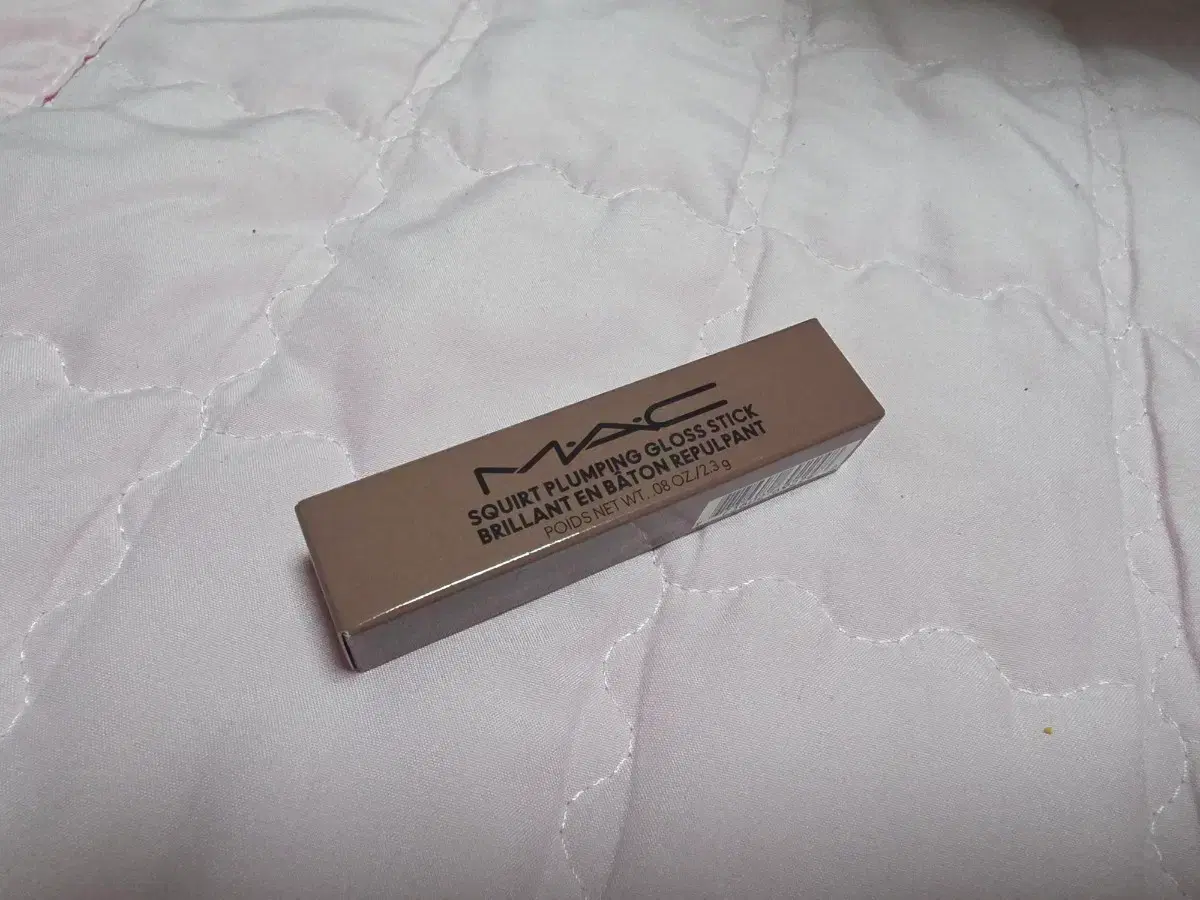 M·A·C
SQUIRT PLUMPING GLOSS STICK
BRILLANT EN BÂTON REPULPANT
POIDS NET WT. .08 OZ./2.3 g